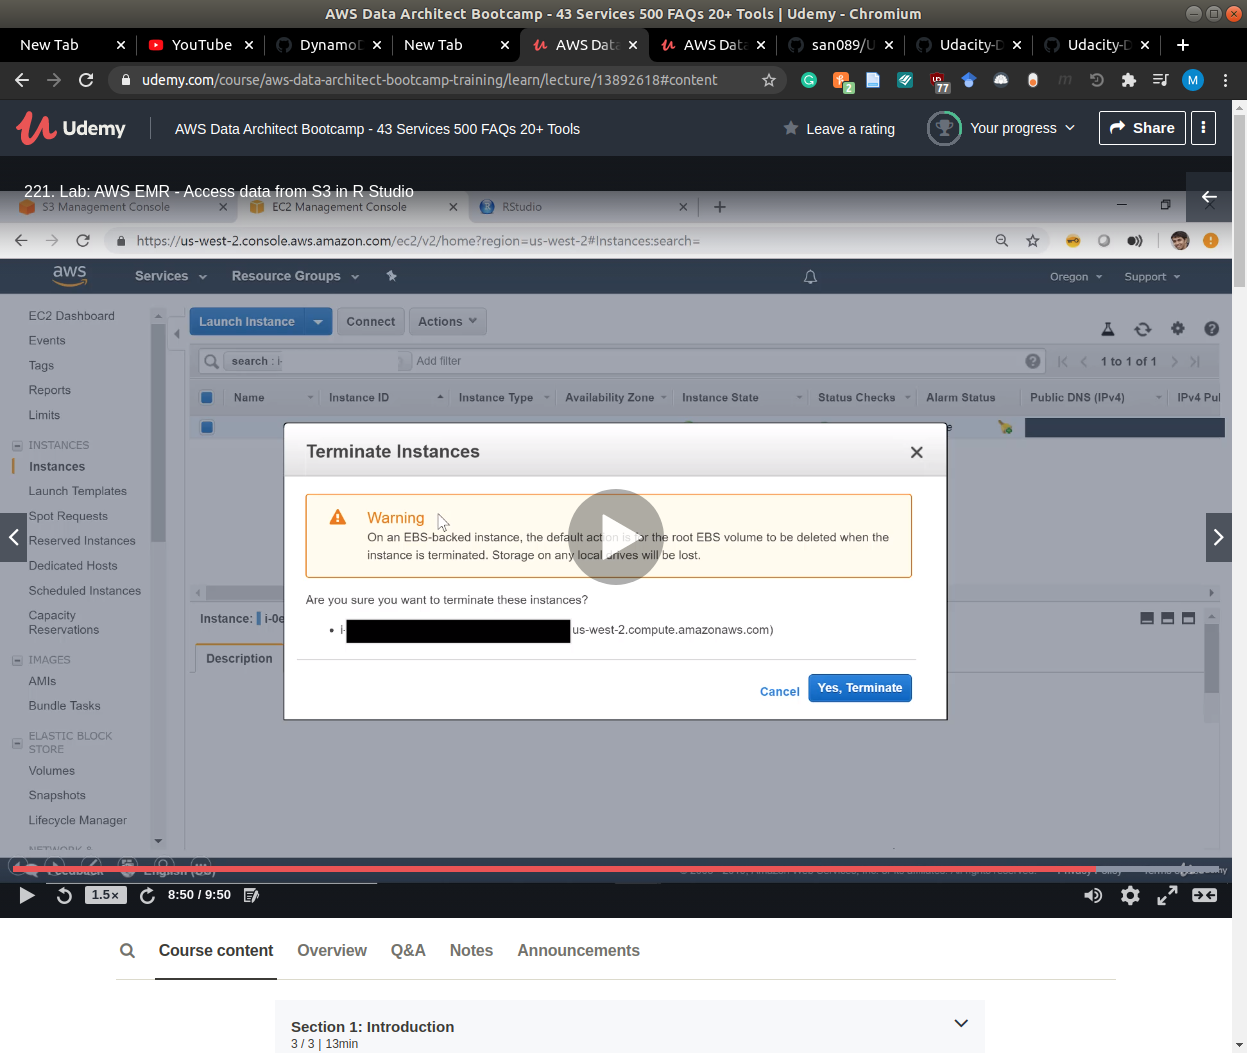 AWS Data Architect Bootcamp - 43 Services 500 FAQs 20+ Tools | Udemy - Chromium
New Tab
YouTube
DynamoD
New Tab
AWS Data
AWS Data
san089/U
Udacity-D
Udacity-D
udemy.com/course/aws-data-architect-bootcamp-training/learn/lecture/13892618#content
2
77
M
Udemy
AWS Data Architect Bootcamp - 43 Services 500 FAQs 20+ Tools
Leave a rating
Your progress
Share
221. Lab: AWS EMR - Access data from S3 in R Studio
S3 Management Console
EC2 Management Console
RStudio
https://us-west-2.console.aws.amazon.com/ec2/v2/home?region=us-west-2#Instances:search=
aws
Services
Resource Groups
Oregon
Support
EC2 Dashboard
Events
Tags
Reports
Limits
INSTANCES
Instances
Launch Templates
Spot Requests
Reserved Instances
Dedicated Hosts
Scheduled Instances
Capacity
Reservations
IMAGES
AMIs
Bundle Tasks
ELASTIC BLOCK
STORE
Volumes
Snapshots
Lifecycle Manager
Launch Instance
Connect
Actions
search : i-
Add filter
1 to 1 of 1
Name
Instance ID
Instance Type
Availability Zone
Instance State
Status Checks
Alarm Status
Public DNS (IPv4)
IPv4 Pul
Terminate Instances
Warning
On an EBS-backed instance, the default action is for the root EBS volume to be deleted when the
instance is terminated. Storage on any local drives will be lost.
Are you sure you want to terminate these instances?
• i- us-west-2.compute.amazonaws.com)
Cancel
Yes, Terminate
Instance: i-0e
Description
Feedback
English (US)
1.5×
8:50 / 9:50
Course content
Overview
Q&A
Notes
Announcements
Section 1: Introduction
3 / 3 | 13min